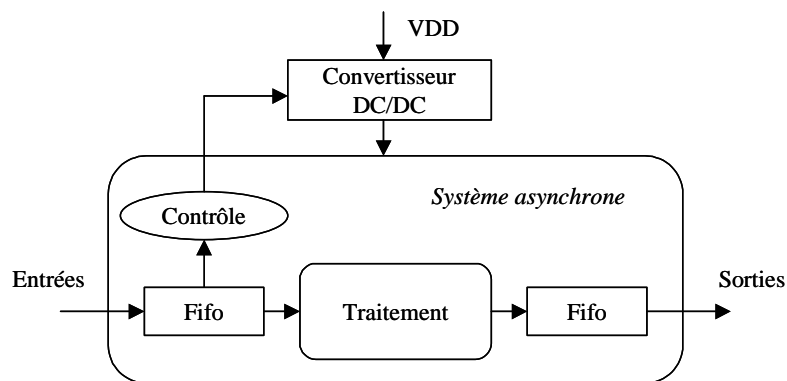 VDD
Convertisseur
DC/DC
Système asynchrone
Contrôle
Entrées
Sorties
Fifo
Traitement
Fifo